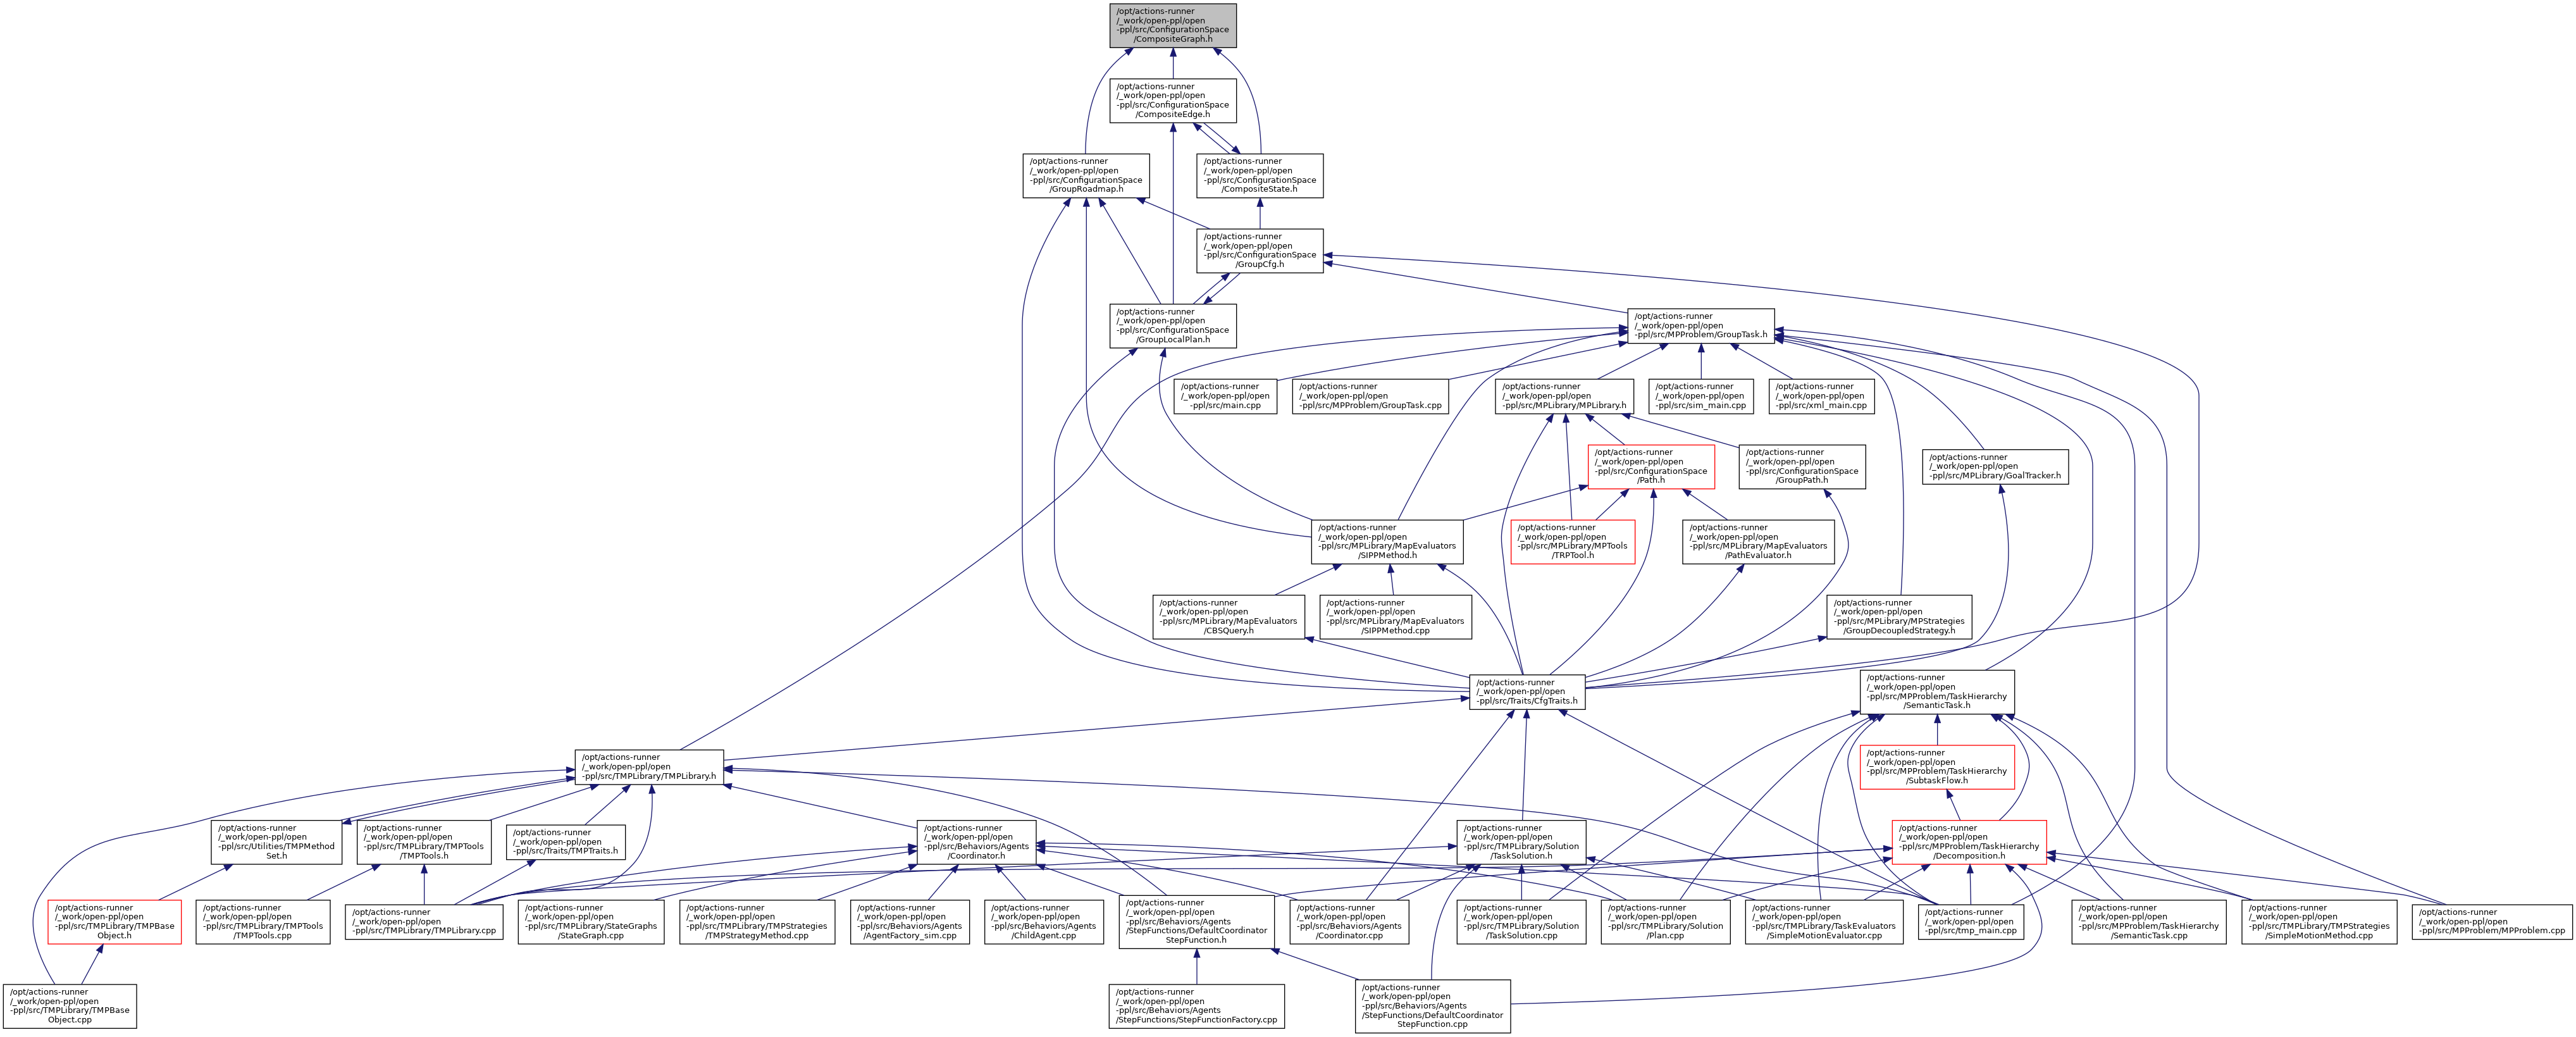 /opt/actions-runner
/_work/open-ppl/open
-ppl/src/ConfigurationSpace
/CompositeGraph.h
/opt/actions-runner
/_work/open-ppl/open
-ppl/src/ConfigurationSpace
/CompositeEdge.h
/opt/actions-runner
/_work/open-ppl/open
-ppl/src/ConfigurationSpace
/GroupRoadmap.h
/opt/actions-runner
/_work/open-ppl/open
-ppl/src/ConfigurationSpace
/CompositeState.h
/opt/actions-runner
/_work/open-ppl/open
-ppl/src/ConfigurationSpace
/GroupCfg.h
/opt/actions-runner
/_work/open-ppl/open
-ppl/src/ConfigurationSpace
/GroupLocalPlan.h
/opt/actions-runner
/_work/open-ppl/open
-ppl/src/MPProblem/GroupTask.h
/opt/actions-runner
/_work/open-ppl/open
-ppl/src/main.cpp
/opt/actions-runner
/_work/open-ppl/open
-ppl/src/MPProblem/GroupTask.cpp
/opt/actions-runner
/_work/open-ppl/open
-ppl/src/MPLibrary/MPLibrary.h
/opt/actions-runner
/_work/open-ppl/open
-ppl/src/sim_main.cpp
/opt/actions-runner
/_work/open-ppl/open
-ppl/src/xml_main.cpp
/opt/actions-runner
/_work/open-ppl/open
-ppl/src/ConfigurationSpace
/Path.h
/opt/actions-runner
/_work/open-ppl/open
-ppl/src/ConfigurationSpace
/GroupPath.h
/opt/actions-runner
/_work/open-ppl/open
-ppl/src/MPLibrary/GoalTracker.h
/opt/actions-runner
/_work/open-ppl/open
-ppl/src/MPLibrary/MapEvaluators
/SIPPMethod.h
/opt/actions-runner
/_work/open-ppl/open
-ppl/src/MPLibrary/MPTools
/TRPTool.h
/opt/actions-runner
/_work/open-ppl/open
-ppl/src/MPLibrary/MapEvaluators
/PathEvaluator.h
/opt/actions-runner
/_work/open-ppl/open
-ppl/src/MPLibrary/MapEvaluators
/CBSQuery.h
/opt/actions-runner
/_work/open-ppl/open
-ppl/src/MPLibrary/MapEvaluators
/SIPPMethod.cpp
/opt/actions-runner
/_work/open-ppl/open
-ppl/src/MPLibrary/MPStrategies
/GroupDecoupledStrategy.h
/opt/actions-runner
/_work/open-ppl/open
-ppl/src/Traits/CfgTraits.h
/opt/actions-runner
/_work/open-ppl/open
-ppl/src/MPProblem/TaskHierarchy
/SemanticTask.h
/opt/actions-runner
/_work/open-ppl/open
-ppl/src/TMPLibrary/TMPLibrary.h
/opt/actions-runner
/_work/open-ppl/open
-ppl/src/MPProblem/TaskHierarchy
/SubtaskFlow.h
/opt/actions-runner
/_work/open-ppl/open
-ppl/src/Utilities/TMPMethod
Set.h
/opt/actions-runner
/_work/open-ppl/open
-ppl/src/TMPLibrary/TMPTools
/TMPTools.h
/opt/actions-runner
/_work/open-ppl/open
-ppl/src/Traits/TMPTraits.h
/opt/actions-runner
/_work/open-ppl/open
-ppl/src/Behaviors/Agents
/Coordinator.h
/opt/actions-runner
/_work/open-ppl/open
-ppl/src/TMPLibrary/Solution
/TaskSolution.h
/opt/actions-runner
/_work/open-ppl/open
-ppl/src/MPProblem/TaskHierarchy
/Decomposition.h
/opt/actions-runner
/_work/open-ppl/open
-ppl/src/TMPLibrary/TMPBase
Object.h
/opt/actions-runner
/_work/open-ppl/open
-ppl/src/TMPLibrary/TMPTools
/TMPTools.cpp
/opt/actions-runner
/_work/open-ppl/open
-ppl/src/TMPLibrary/TMPLibrary.cpp
/opt/actions-runner
/_work/open-ppl/open
-ppl/src/TMPLibrary/StateGraphs
/StateGraph.cpp
/opt/actions-runner
/_work/open-ppl/open
-ppl/src/TMPLibrary/TMPStrategies
/TMPStrategyMethod.cpp
/opt/actions-runner
/_work/open-ppl/open
-ppl/src/Behaviors/Agents
/AgentFactory_sim.cpp
/opt/actions-runner
/_work/open-ppl/open
-ppl/src/Behaviors/Agents
/ChildAgent.cpp
/opt/actions-runner
/_work/open-ppl/open
-ppl/src/Behaviors/Agents
/StepFunctions/DefaultCoordinator
StepFunction.h
/opt/actions-runner
/_work/open-ppl/open
-ppl/src/Behaviors/Agents
/Coordinator.cpp
/opt/actions-runner
/_work/open-ppl/open
-ppl/src/TMPLibrary/Solution
/TaskSolution.cpp
/opt/actions-runner
/_work/open-ppl/open
-ppl/src/TMPLibrary/Solution
/Plan.cpp
/opt/actions-runner
/_work/open-ppl/open
-ppl/src/TMPLibrary/TaskEvaluators
/SimpleMotionEvaluator.cpp
/opt/actions-runner
/_work/open-ppl/open
-ppl/src/tmp_main.cpp
/opt/actions-runner
/_work/open-ppl/open
-ppl/src/MPProblem/TaskHierarchy
/SemanticTask.cpp
/opt/actions-runner
/_work/open-ppl/open
-ppl/src/TMPLibrary/TMPStrategies
/SimpleMotionMethod.cpp
/opt/actions-runner
/_work/open-ppl/open
-ppl/src/MPProblem/MPProblem.cpp
/opt/actions-runner
/_work/open-ppl/open
-ppl/src/TMPLibrary/TMPBase
Object.cpp
/opt/actions-runner
/_work/open-ppl/open
-ppl/src/Behaviors/Agents
/StepFunctions/StepFunctionFactory.cpp
/opt/actions-runner
/_work/open-ppl/open
-ppl/src/Behaviors/Agents
/StepFunctions/DefaultCoordinator
StepFunction.cpp